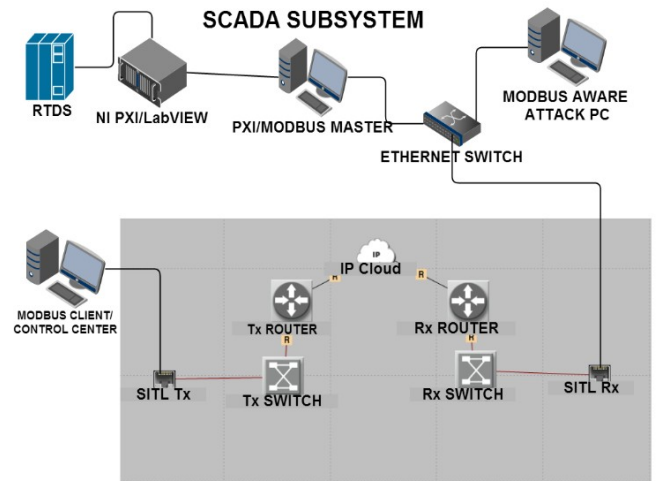 SCADA SUBSYSTEM
RTDS
NI PXI/LabVIEW
PXI/MODBUS MASTER
MODBUS AWARE
ATTACK PC
ETHERNET SWITCH
IP
IP Cloud
R
R
MODBUS CLIENT/
CONTROL CENTER
Tx ROUTER
Rx ROUTER
R
R
SITL Tx
Tx SWITCH
Rx SWITCH
SITL Rx